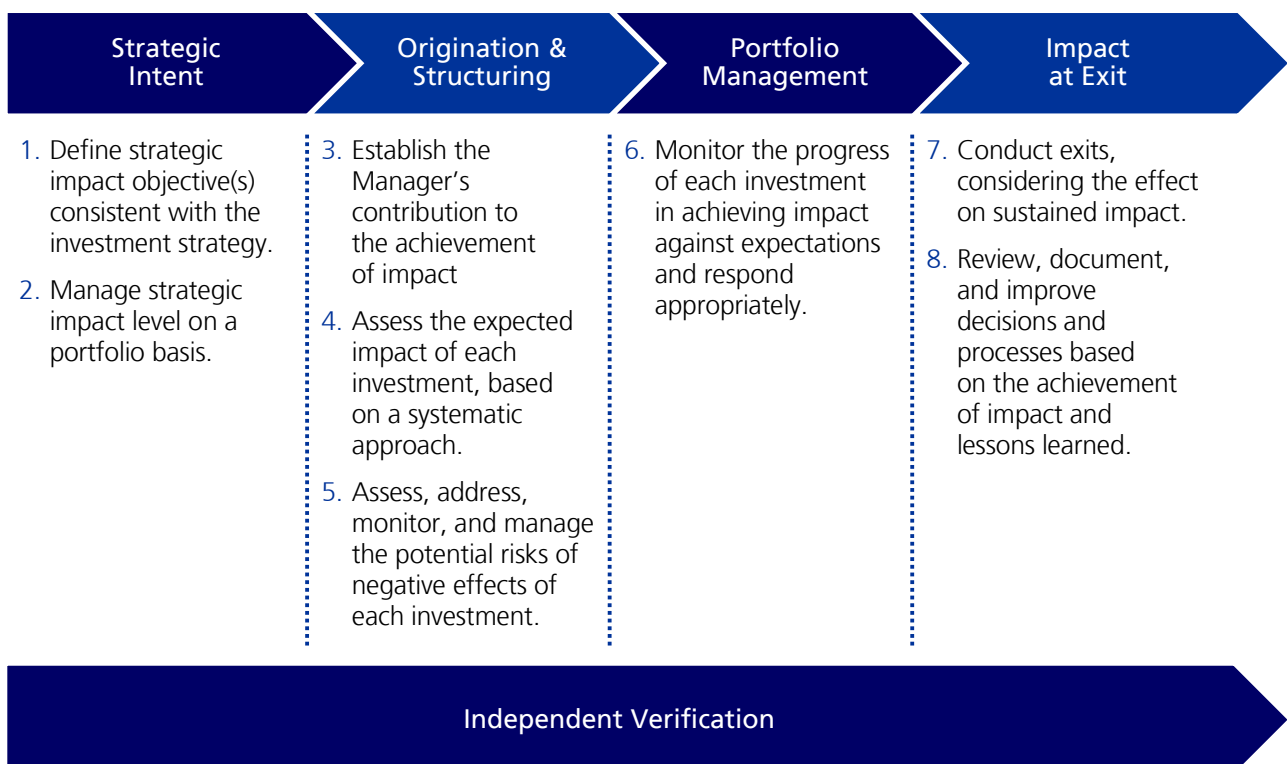 Strategic
Intent
Origination &
Structuring
Portfolio
Management
Impact
at Exit
1. Define strategic
impact objective(s)
consistent with the
investment strategy.
2. Manage strategic
impact level on a
portfolio basis.
3. Establish the
Manager’s
contribution to
the achievement
of impact
4. Assess the expected
impact of each
investment, based
on a systematic
approach.
5. Assess, address,
monitor, and manage
the potential risks of
negative effects of
each investment.
6. Monitor the progress
of each investment
in achieving impact
against expectations
and respond
appropriately.
7. Conduct exits,
considering the effect
on sustained impact.
8. Review, document,
and improve
decisions and
processes based
on the achievement
of impact and
lessons learned.
Independent Verification